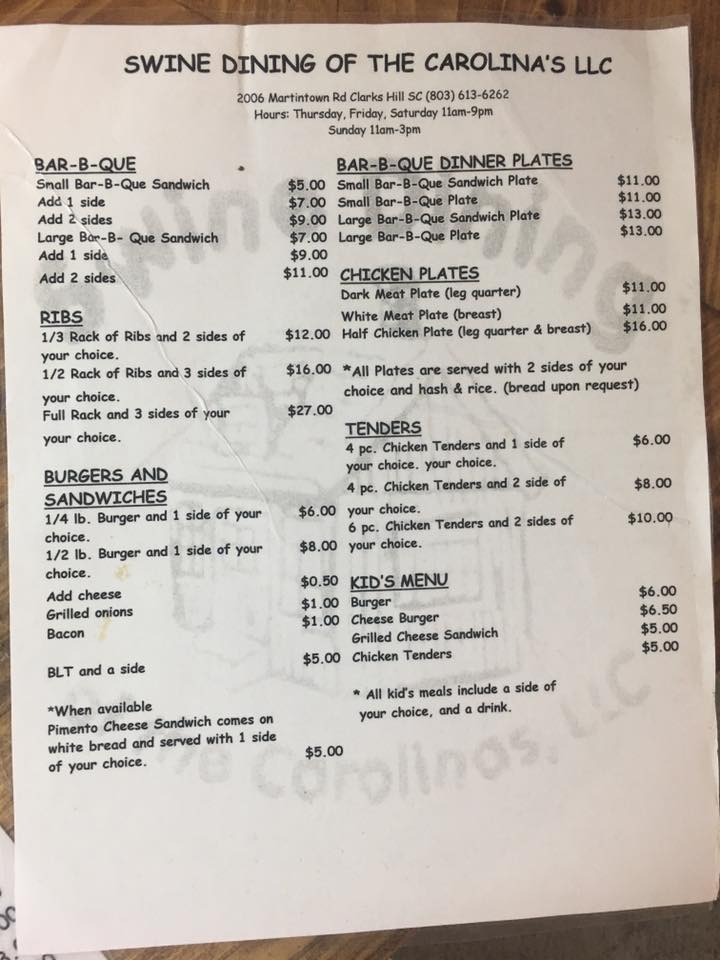 SWINE DINING OF THE CAROLINA'S LLC
2006 Martintown Rd Clarks Hill SC (803) 613-6262
Hours: Thursday, Friday, Saturday 11am-9pm
Sunday 11am-3pm
BAR-B-QUE
Small Bar-B-Que Sandwich $5.00
Add 1 side $7.00
Add 2 sides $9.00
Large Bar-B- Que Sandwich $7.00
Add 1 side $9.00
Add 2 sides $11.00
RIBS
1/3 Rack of Ribs and 2 sides of $12.00
your choice.
1/2 Rack of Ribs and 3 sides of $16.00
your choice.
Full Rack and 3 sides of your $27.00
your choice.
BURGERS AND
SANDWICHES
1/4 lb. Burger and 1 side of your $6.00
choice.
1/2 lb. Burger and 1 side of your $8.00
choice.
Add cheese $0.50
Grilled onions $1.00
Bacon $1.00
BLT and a side $5.00
*When available
Pimento Cheese Sandwich comes on
white bread and served with 1 side
of your choice. $5.00
BAR-B-QUE DINNER PLATES
Small Bar-B-Que Sandwich Plate $11.00
Small Bar-B-Que Plate $11.00
Large Bar-B-Que Sandwich Plate $13.00
Large Bar-B-Que Plate $13.00
CHICKEN PLATES
Dark Meat Plate (leg quarter) $11.00
White Meat Plate (breast) $11.00
Half Chicken Plate (leg quarter & breast) $16.00
*All Plates are served with 2 sides of your
choice and hash & rice. (bread upon request)
TENDERS
4 pc. Chicken Tenders and 1 side of $6.00
your choice. your choice.
4 pc. Chicken Tenders and 2 side of $8.00
your choice.
6 pc. Chicken Tenders and 2 sides of $10.00
your choice.
KID'S MENU
Burger $6.00
Cheese Burger $6.50
Grilled Cheese Sandwich $5.00
Chicken Tenders $5.00
* All kid's meals include a side of
your choice, and a drink.
Swine Dining
the Carolinas, LLC